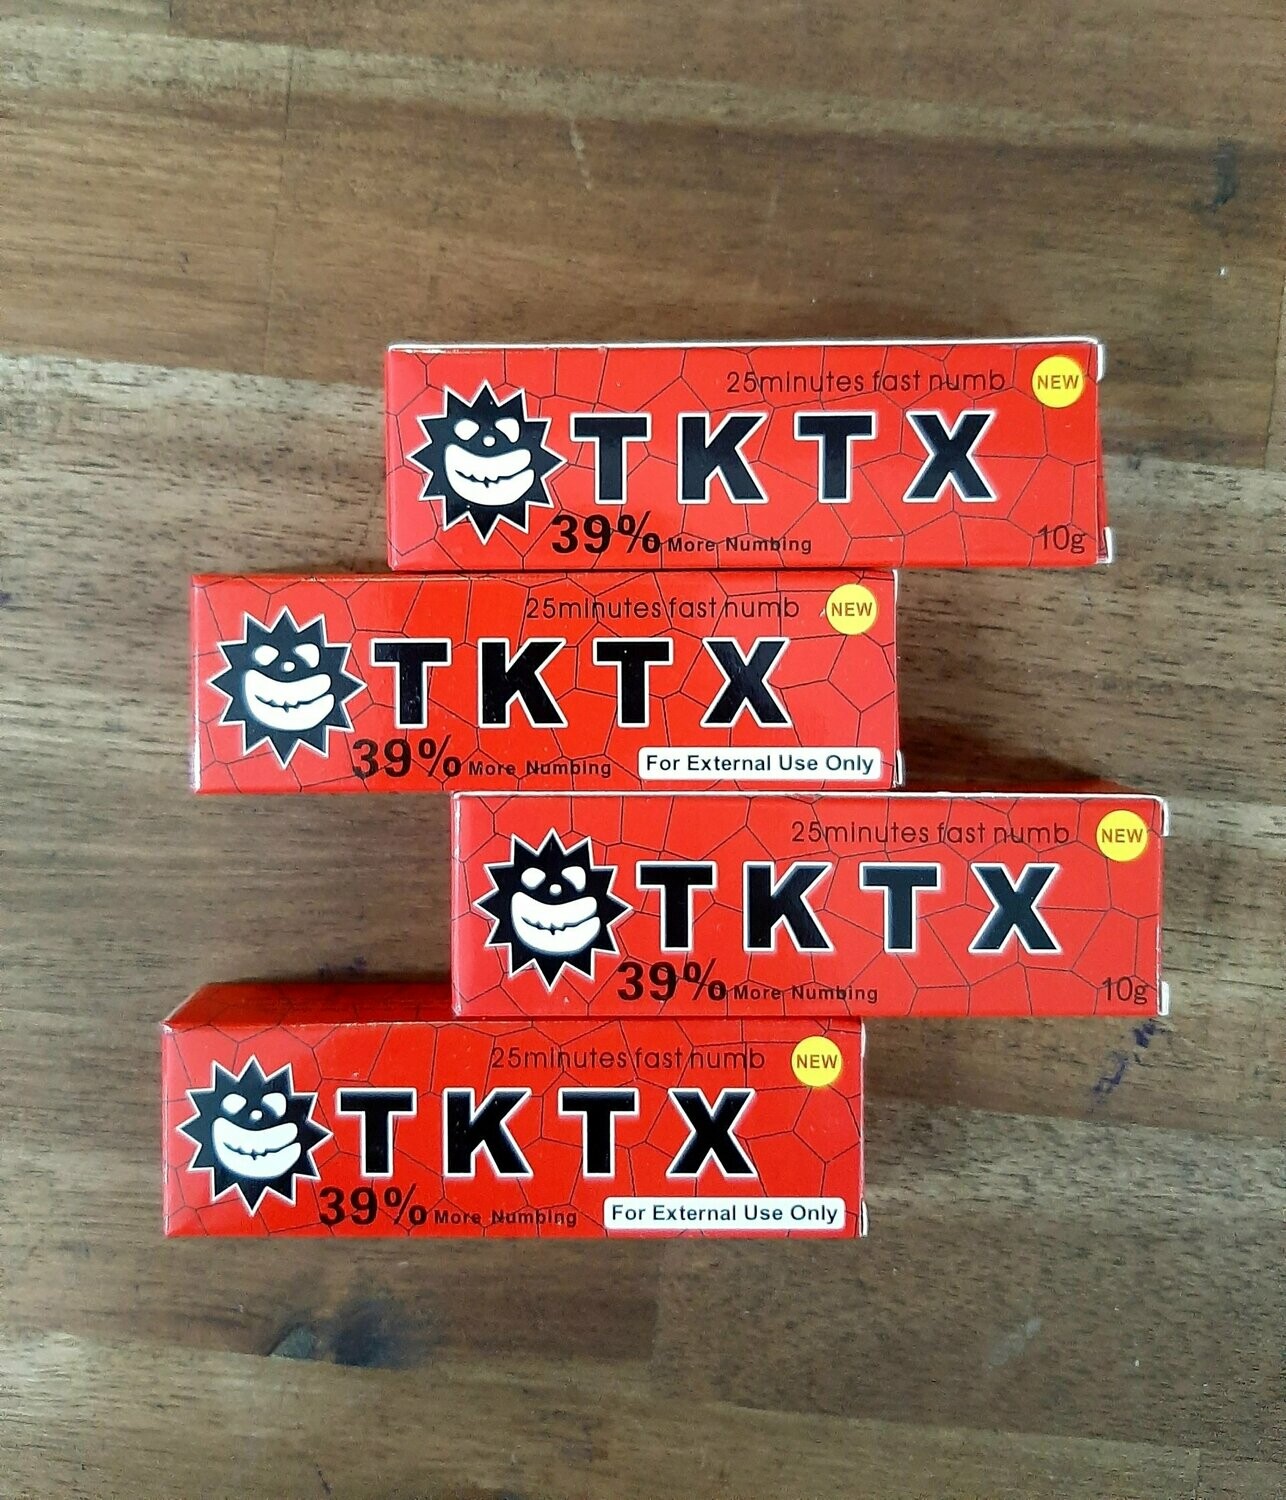 25minutes fast numb NEW
TKTX
39% More Numbing 10g
25minutes fast numb NEW
TKTX
39% More Numbing For External Use Only
25minutes fast numb NEW
TKTX
39% More Numbing 10g
25minutes fast numb NEW
TKTX
39% More Numbing For External Use Only